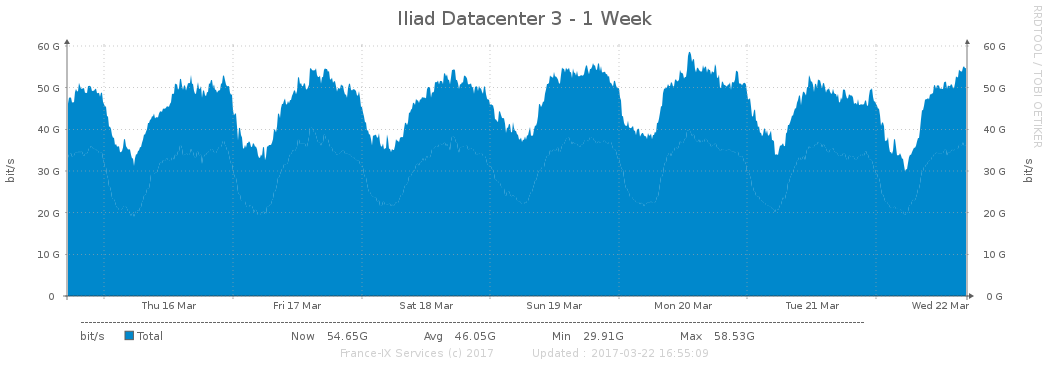 Iliad Datacenter 3 - 1 Week
RRDTOOL / TOBI OETIKER
60 G 60 G
50 G 50 G
40 G 40 G
30 G 30 G
20 G 20 G
10 G 10 G
0 0 G
bit/s
bit/s
Thu 16 Mar Fri 17 Mar Sat 18 Mar Sun 19 Mar Mon 20 Mar Tue 21 Mar Wed 22 Mar
bit/s Total Now 54.65G Avg 46.05G Min 29.91G Max 58.53G
France-IX Services (c) 2017 Updated : 2017-03-22 16:55:09